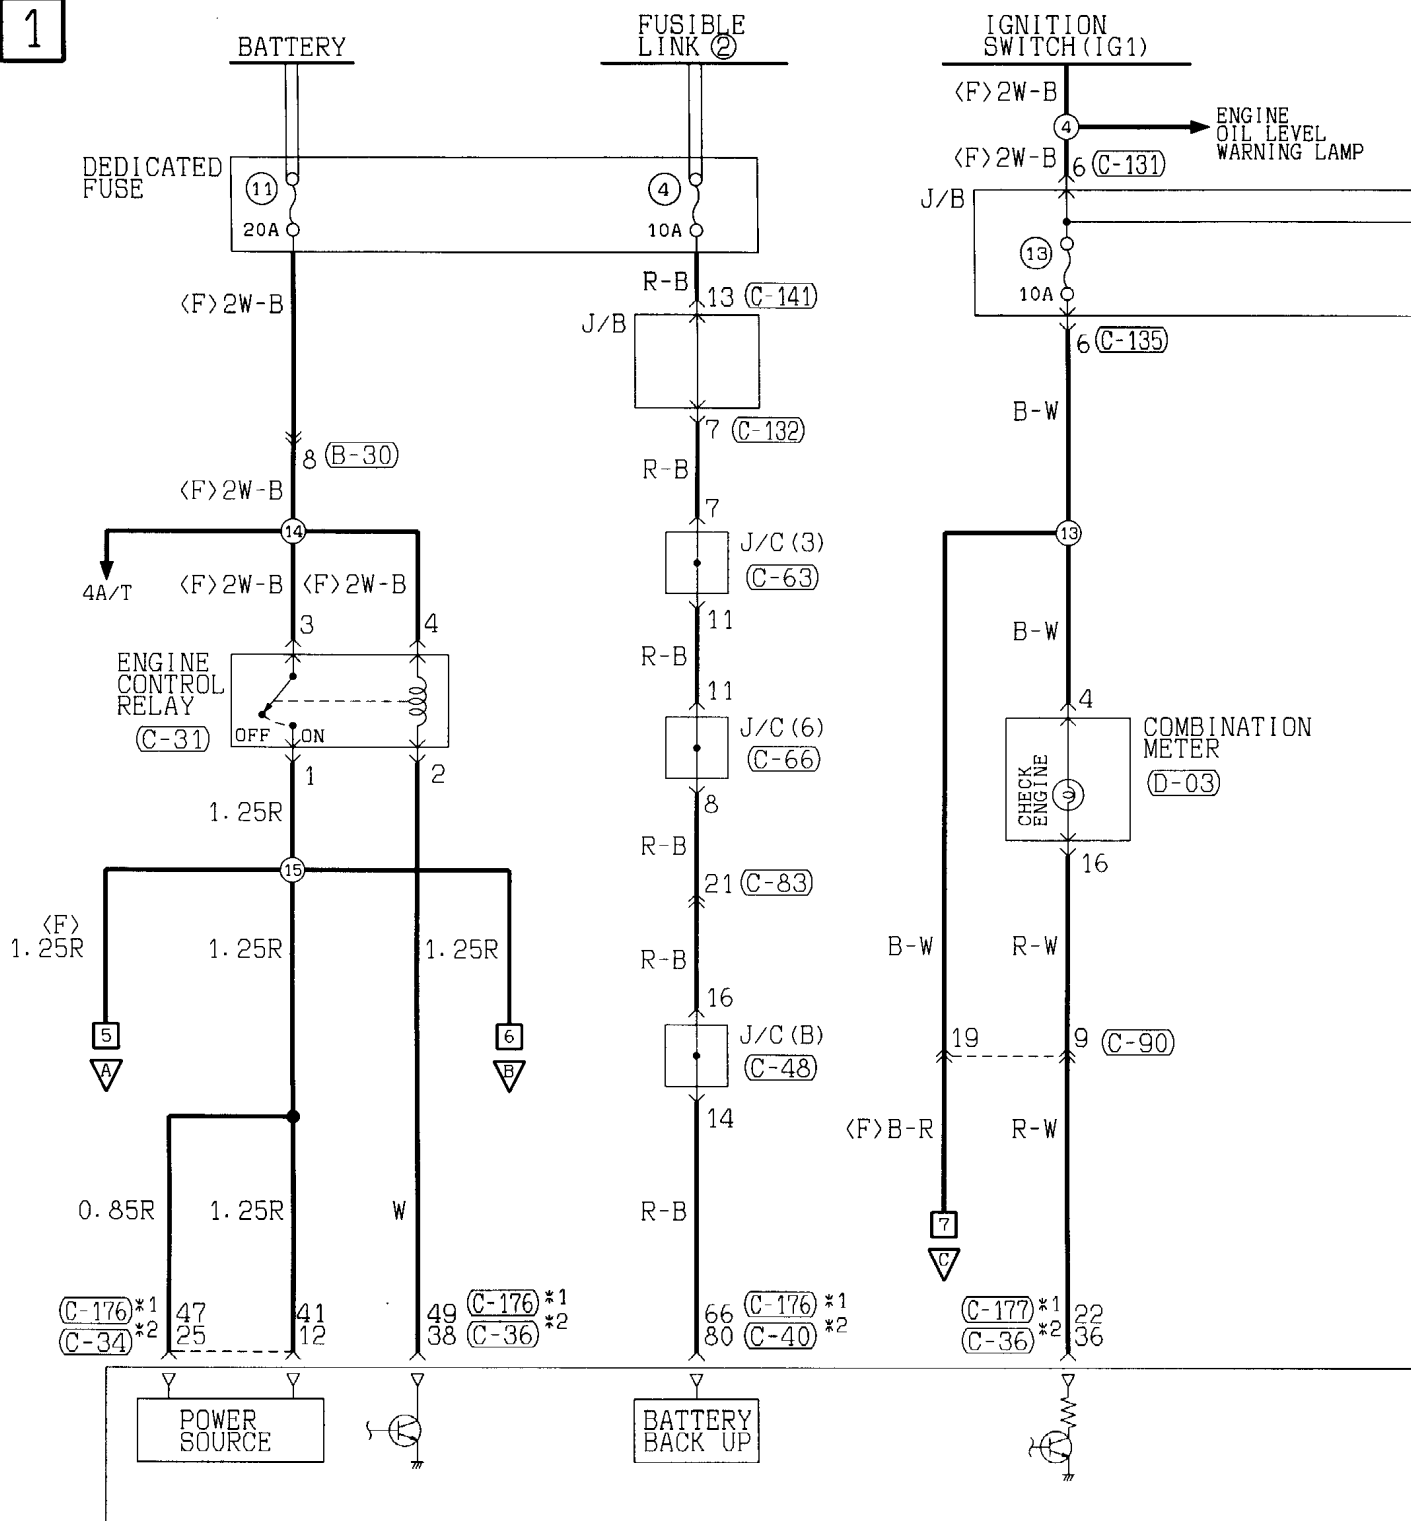 1
BATTERY
FUSIBLE
LINK ②
IGNITION
SWITCH(IG1)
<F>2W-B
4
ENGINE
OIL LEVEL
WARNING LAMP
<F>2W-B
6 C-131
DEDICATED
FUSE
11
20A
4
10A
J/B
13
10A
<F>2W-B
R-B
13 C-141
J/B
6 C-135
7 C-132
B-W
8 B-30
R-B
<F>2W-B
7
14
13
4A/T
<F>2W-B
<F>2W-B
J/C(3)
C-63
3
4
11
B-W
ENGINE
CONTROL
RELAY
C-31
OFF
ON
R-B
11
4
J/C(6)
C-66
COMBINATION
METER
D-03
CHECK
ENGINE
1
2
8
1.25R
R-B
15
21 C-83
16
<F>
1.25R
1.25R
1.25R
R-B
B-W
R-W
16
5
6
J/C(B)
C-48
19
9 C-90
A
B
14
<F>B-R
R-W
0.85R
1.25R
W
R-B
7
C
C-176 *1 47
41
C-34 *2 25
12
49 C-176 *1
38 C-36 *2
66 C-176 *1
80 C-40 *2
C-177 *1 22
C-36 *2 36
POWER
SOURCE
BATTERY
BACK UP